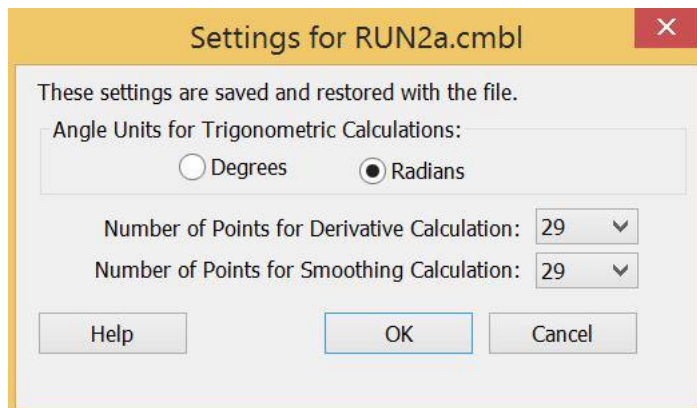 Settings for RUN2a.cmbl
These settings are saved and restored with the file.
Angle Units for Trigonometric Calculations:
Degrees Radians
Number of Points for Derivative Calculation: 29
Number of Points for Smoothing Calculation: 29
Help OK Cancel